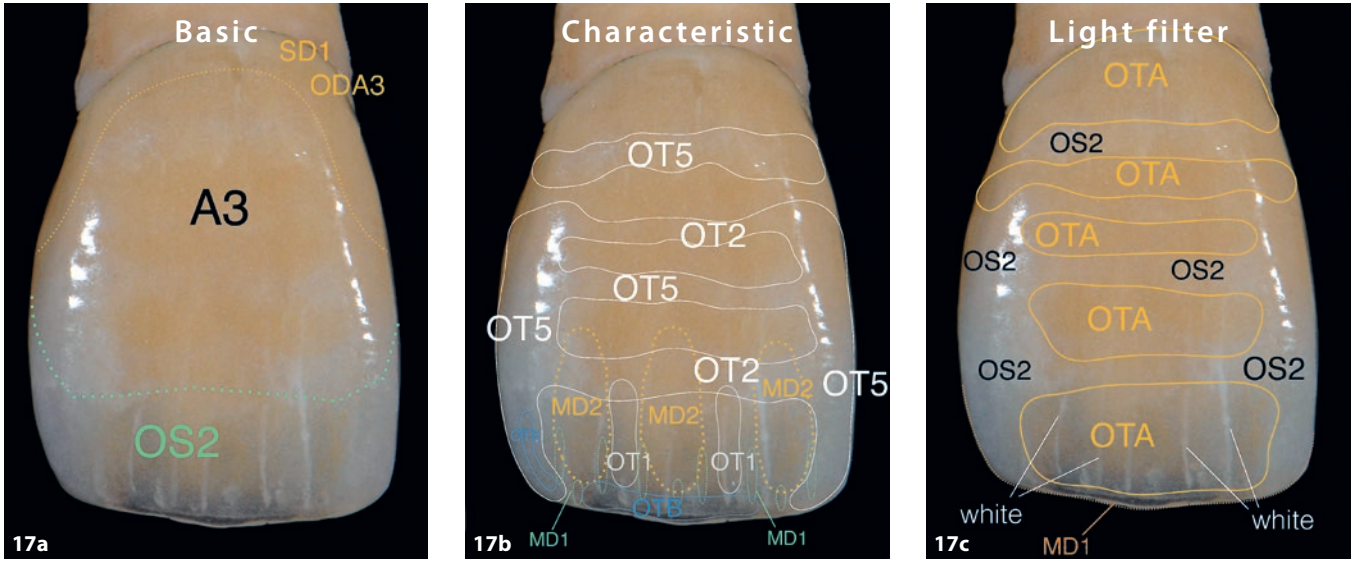 Basic
SD1
ODA3
A3
OS2
17a
Characteristic
OT5
OT2
OT5
OT5
OT2
OT5
MD2
MD2
MD2
OT1
OT1
OTB
OTB
MD1
MD1
17b
Light filter
OTA
OS2
OTA
OTA
OS2
OS2
OTA
OS2
OS2
OTA
white
white
MD1
17c